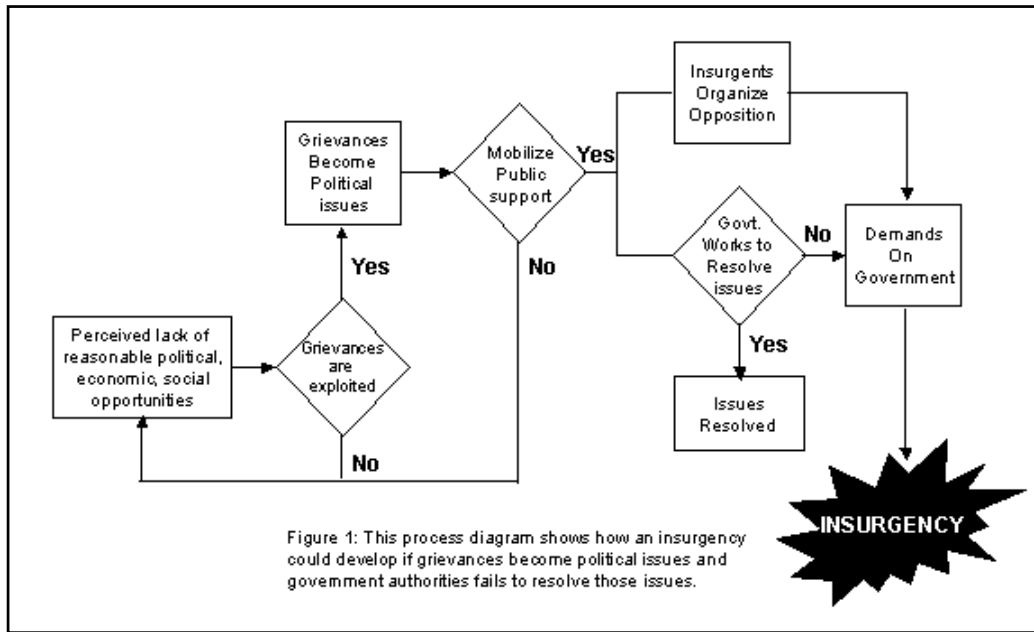 Perceived lack of
reasonable political,
economic, social
opportunities
Grievances
are
exploited
Yes
No
Grievances
Become
Political
issues
Mobilize
Public
support
Yes
No
Insurgents
Organize
Opposition
Govt.
Works to
Resolve
issues
No
Yes
Issues
Resolved
Demands
On
Government
INSURGENCY
Figure 1: This process diagram shows how an insurgency
could develop if grievances become political issues and
government authorities fails to resolve those issues.